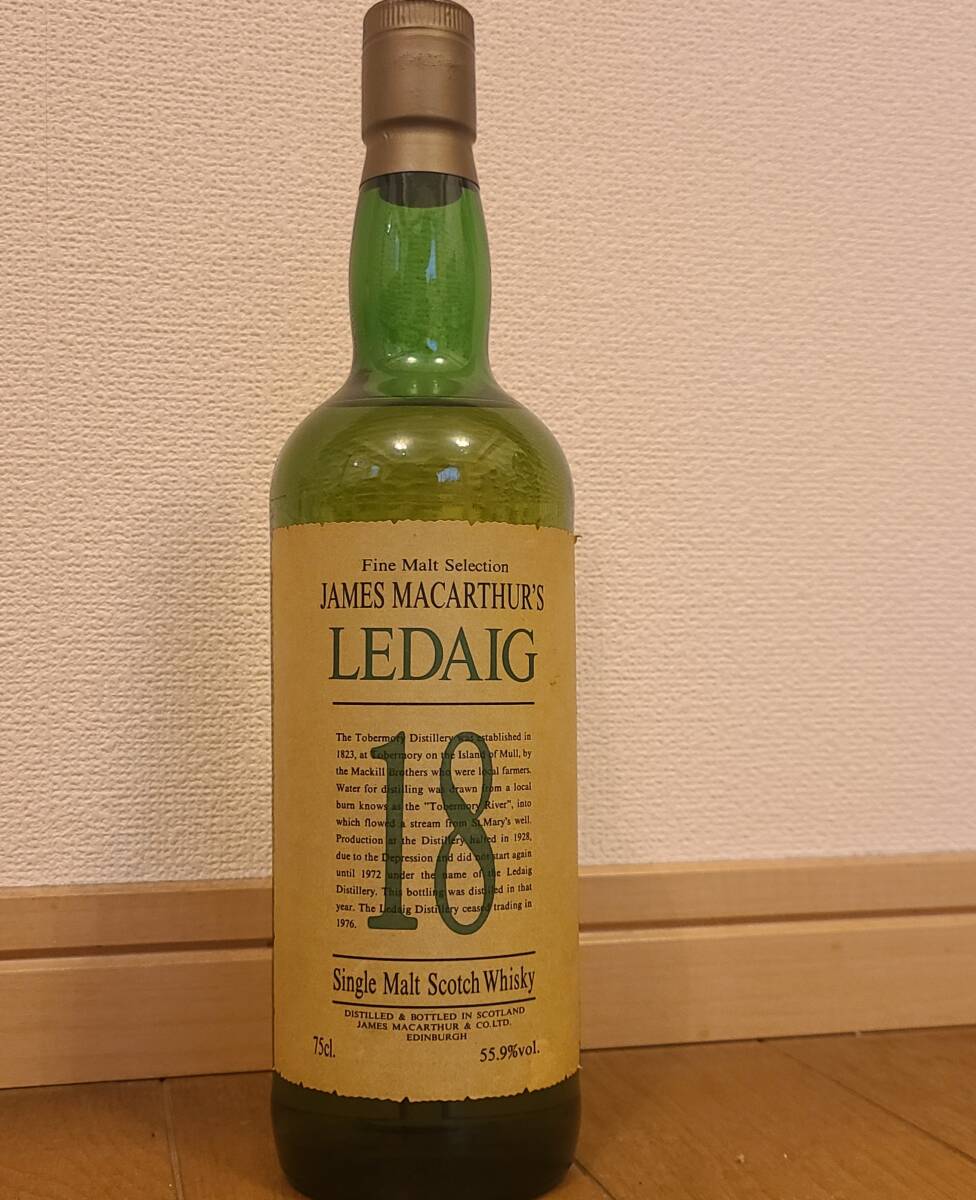 Fine Malt Selection
JAMES MACARTHUR'S
LEDAIG
18
The Tobermory Distillery was established in
1823, at Tobermory on the Island of Mull, by
the Mackill Brothers who were local farmers.
Water for distilling was drawn from a local
burn knows as the "Tobermory River", into
which flowed a stream from St.Mary's well.
Production at the Distillery halted in 1928,
due to the Depression and did not start again
until 1972 under the name of the Ledaig
Distillery. This bottling was distilled in that
year. The Ledaig Distillery ceased trading in
1976.
Single Malt Scotch Whisky
DISTILLED & BOTTLED IN SCOTLAND
JAMES MACARTHUR & CO.LTD.
EDINBURGH
75cl.
55.9%vol.